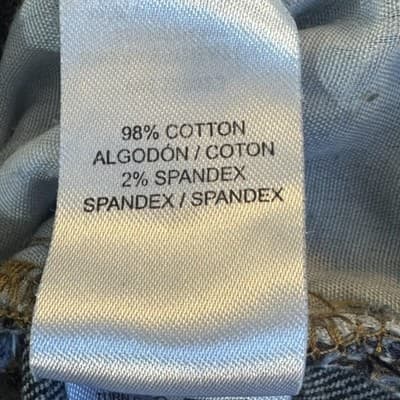 98% COTTON
ALGODÓN / COTON
2% SPANDEX
SPANDEX / SPANDEX